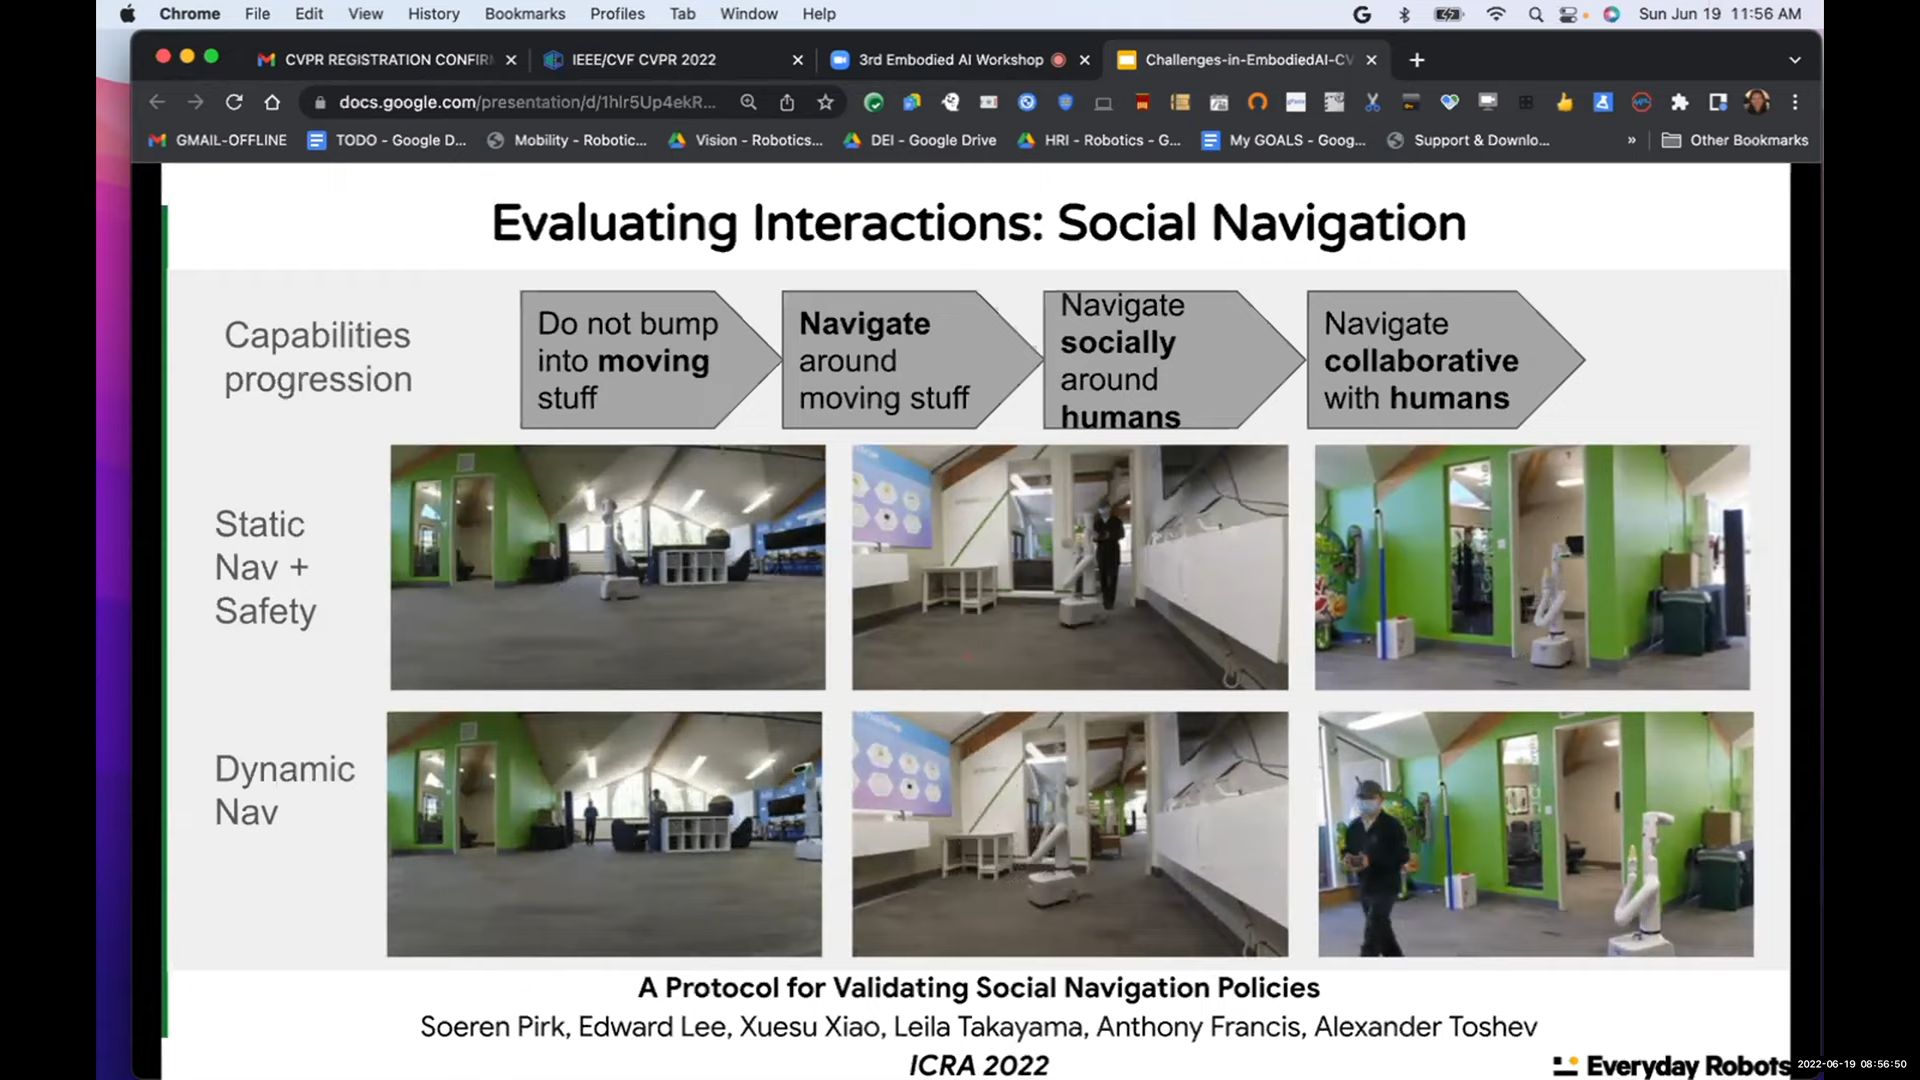 Chrome File Edit View History Bookmarks Profiles Tab Window Help Sun Jun 19 11:56 AM
CVPR REGISTRATION CONFIR IEEE/CVF CVPR 2022 3rd Embodied AI Workshop Challenges-in-EmbodiedAI-CV
docs.google.com/presentation/d/1hlr5Up4ekR...
GMAIL-OFFLINE TODO - Google D... Mobility - Robotic... Vision - Robotics... DEI - Google Drive HRI - Robotics - G... My GOALS - Goog... Support & Downlo... » Other Bookmarks
Evaluating Interactions: Social Navigation
Capabilities
progression
Do not bump
into moving
stuff
Navigate
around
moving stuff
Navigate
socially
around
humans
Navigate
collaborative
with humans
Static
Nav +
Safety
Dynamic
Nav
A Protocol for Validating Social Navigation Policies
Soeren Pirk, Edward Lee, Xuesu Xiao, Leila Takayama, Anthony Francis, Alexander Toshev
ICRA 2022
Everyday Robots
2022-06-19 08:56:50